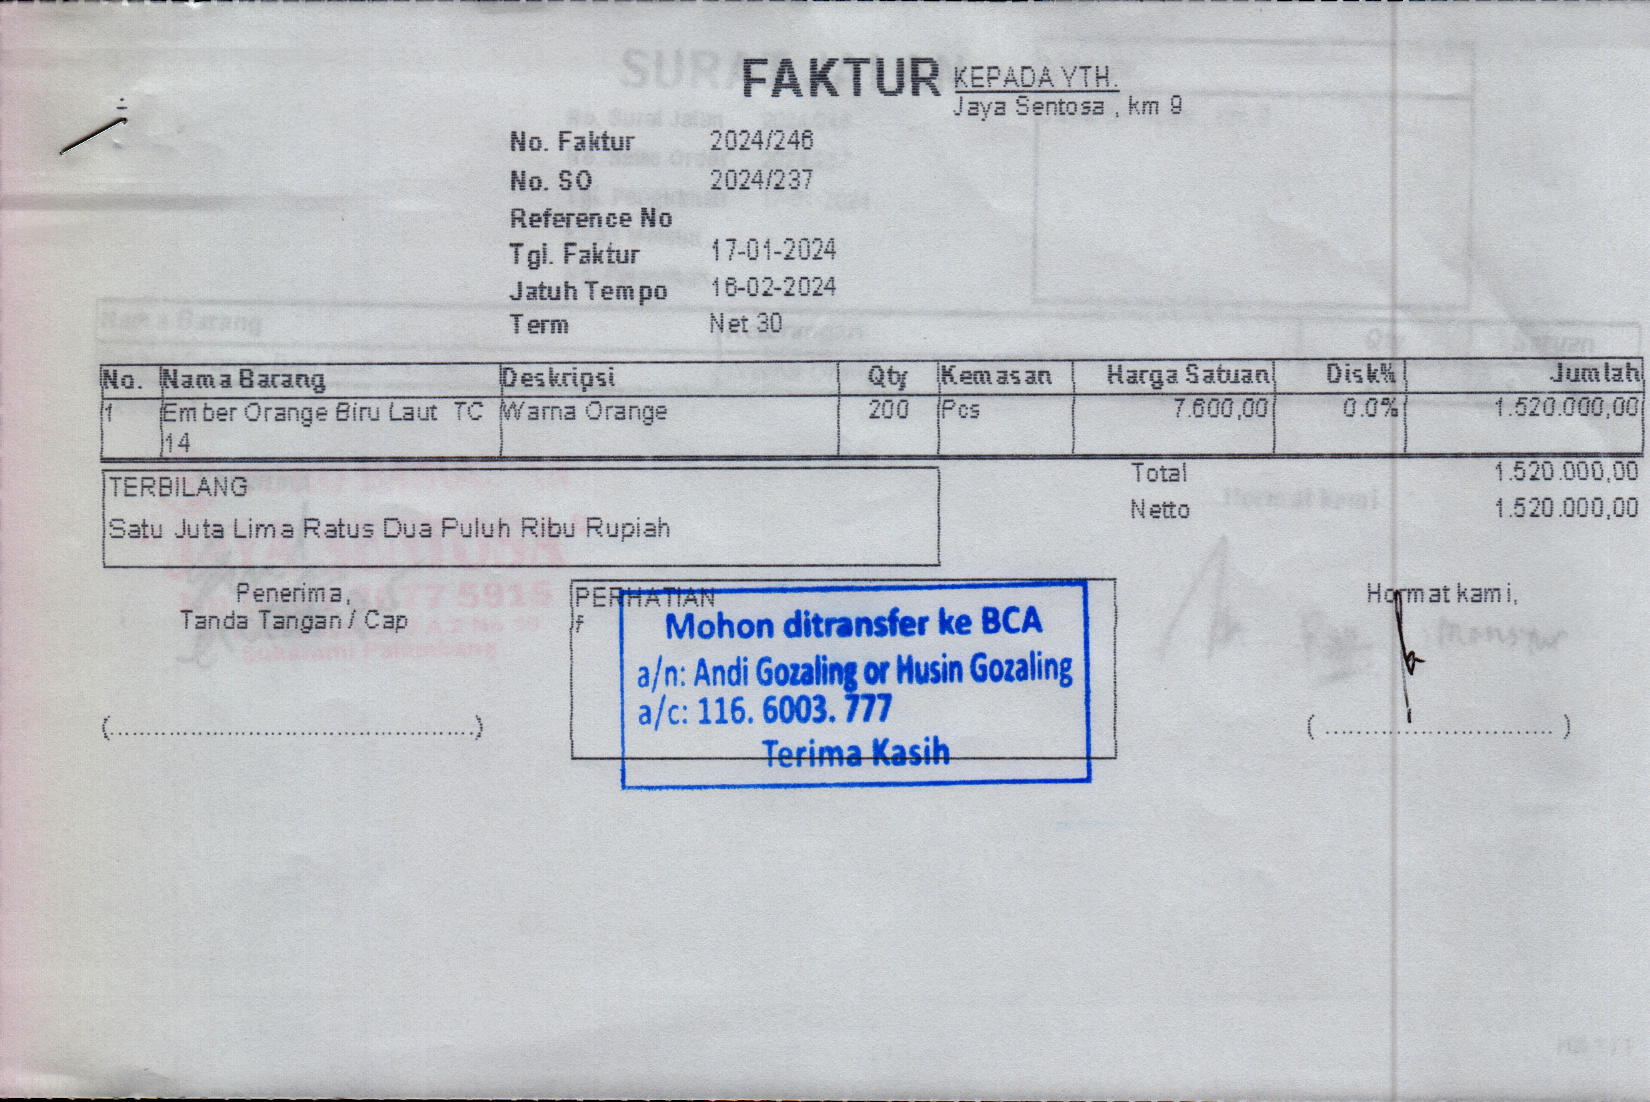 FAKTUR
KEPADA YTH.
Jaya Sentosa , km 9
No. Faktur 2024/246
No. SO 2024/237
Reference No
Tgl. Faktur 17-01-2024
Jatuh Tempo 16-02-2024
Term Net 30
No. Nama Barang Deskripsi Qty Kemasan Harga Satuan Disk% Jumlah
1 Ember Orange Biru Laut TC Warna Orange 200 Pcs 7.600,00 0.0% 1.520.000,00
14
Total 1.520.000,00
Netto 1.520.000,00
TERBILANG
Satu Juta Lima Ratus Dua Puluh Ribu Rupiah
Penerima,
Tanda Tangan / Cap
(..............................................)
PERHATIAN
Mohon ditransfer ke BCA
a/n: Andi Gozaling or Husin Gozaling
a/c: 116. 6003. 777
Terima Kasih
Hormat kami,
( ............................ )